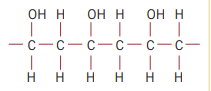 OH H OH H OH H
– C – C – C – C – C – C –
H H H H H H